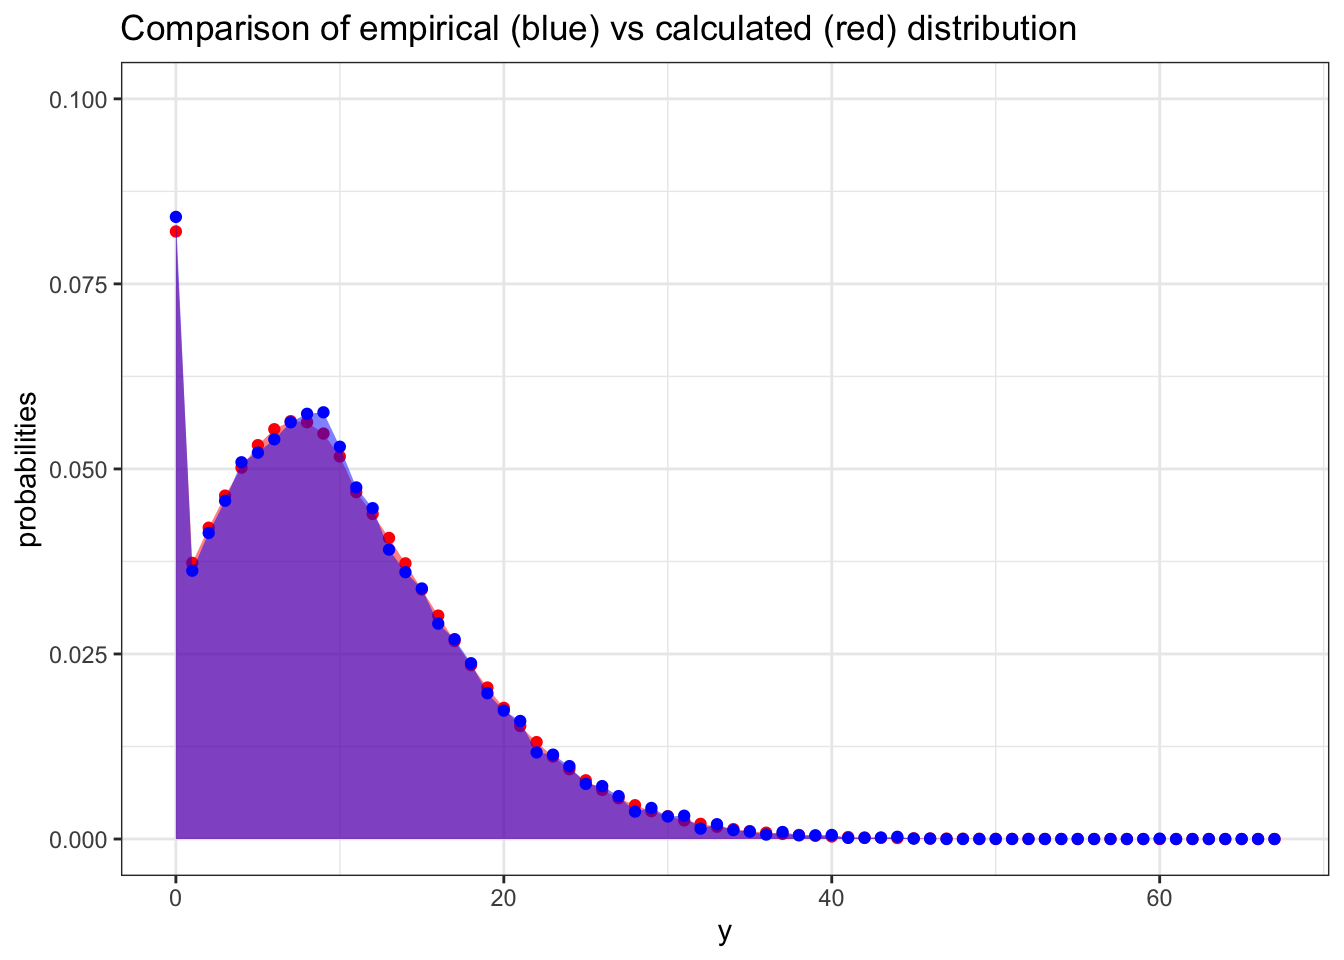 Comparison of empirical (blue) vs calculated (red) distribution
0.100
0.075
0.050
0.025
0.000
probabilities
0 20 40 60
y